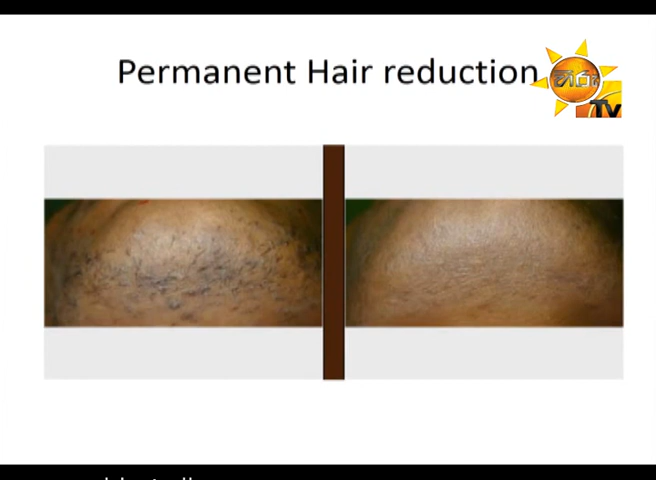 Permanent Hair reduction
හිරු
Tv